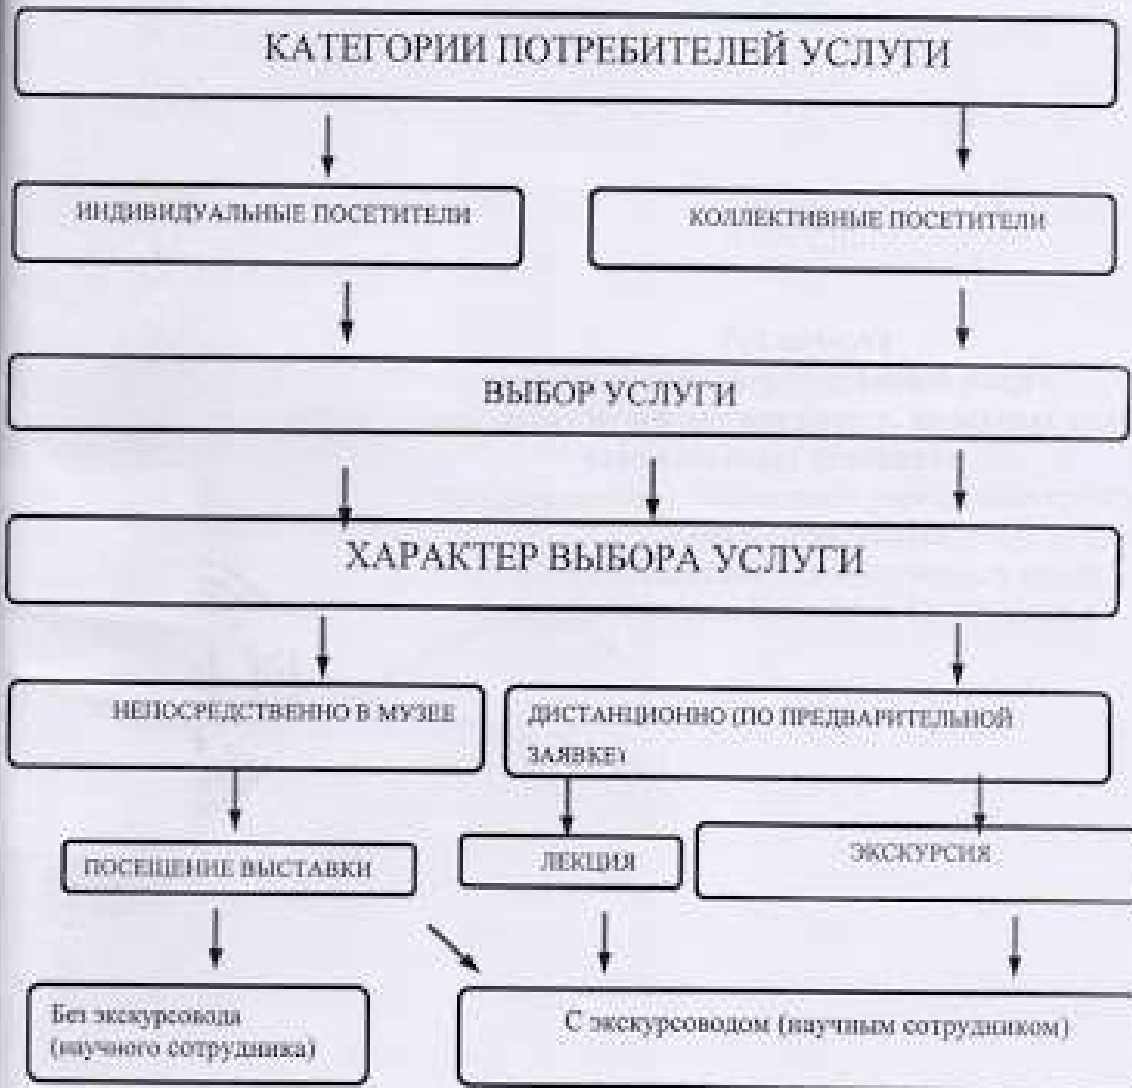 КАТЕГОРИИ ПОТРЕБИТЕЛЕЙ УСЛУГИ
ИНДИВИДУАЛЬНЫЕ ПОСЕТИТЕЛИ
КОЛЛЕКТИВНЫЕ ПОСЕТИТЕЛИ
ВЫБОР УСЛУГИ
ХАРАКТЕР ВЫБОРА УСЛУГИ
НЕПОСРЕДСТВЕННО В МУЗЕЕ
ДИСТАНЦИОННО (ПО ПРЕДВАРИТЕЛЬНОЙ
ЗАЯВКЕ)
ПОСЕЩЕНИЕ ВЫСТАВКИ
ЛЕКЦИЯ
ЭКСКУРСИЯ
Без экскурсовода
(научного сотрудника)
С экскурсоводом (научным сотрудником)